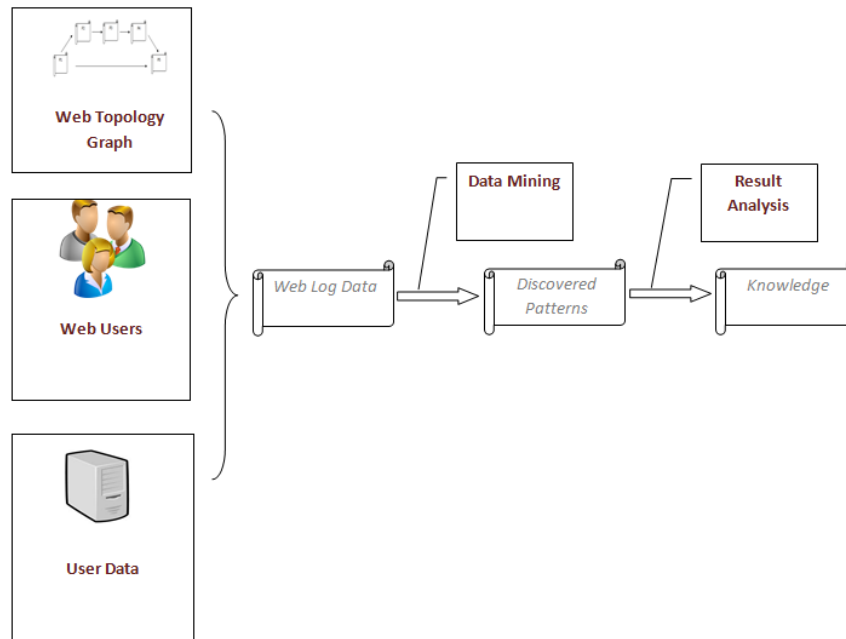 Web Topology
Graph
Web Users
User Data
Web Log Data
Data Mining
Discovered
Patterns
Result
Analysis
Knowledge